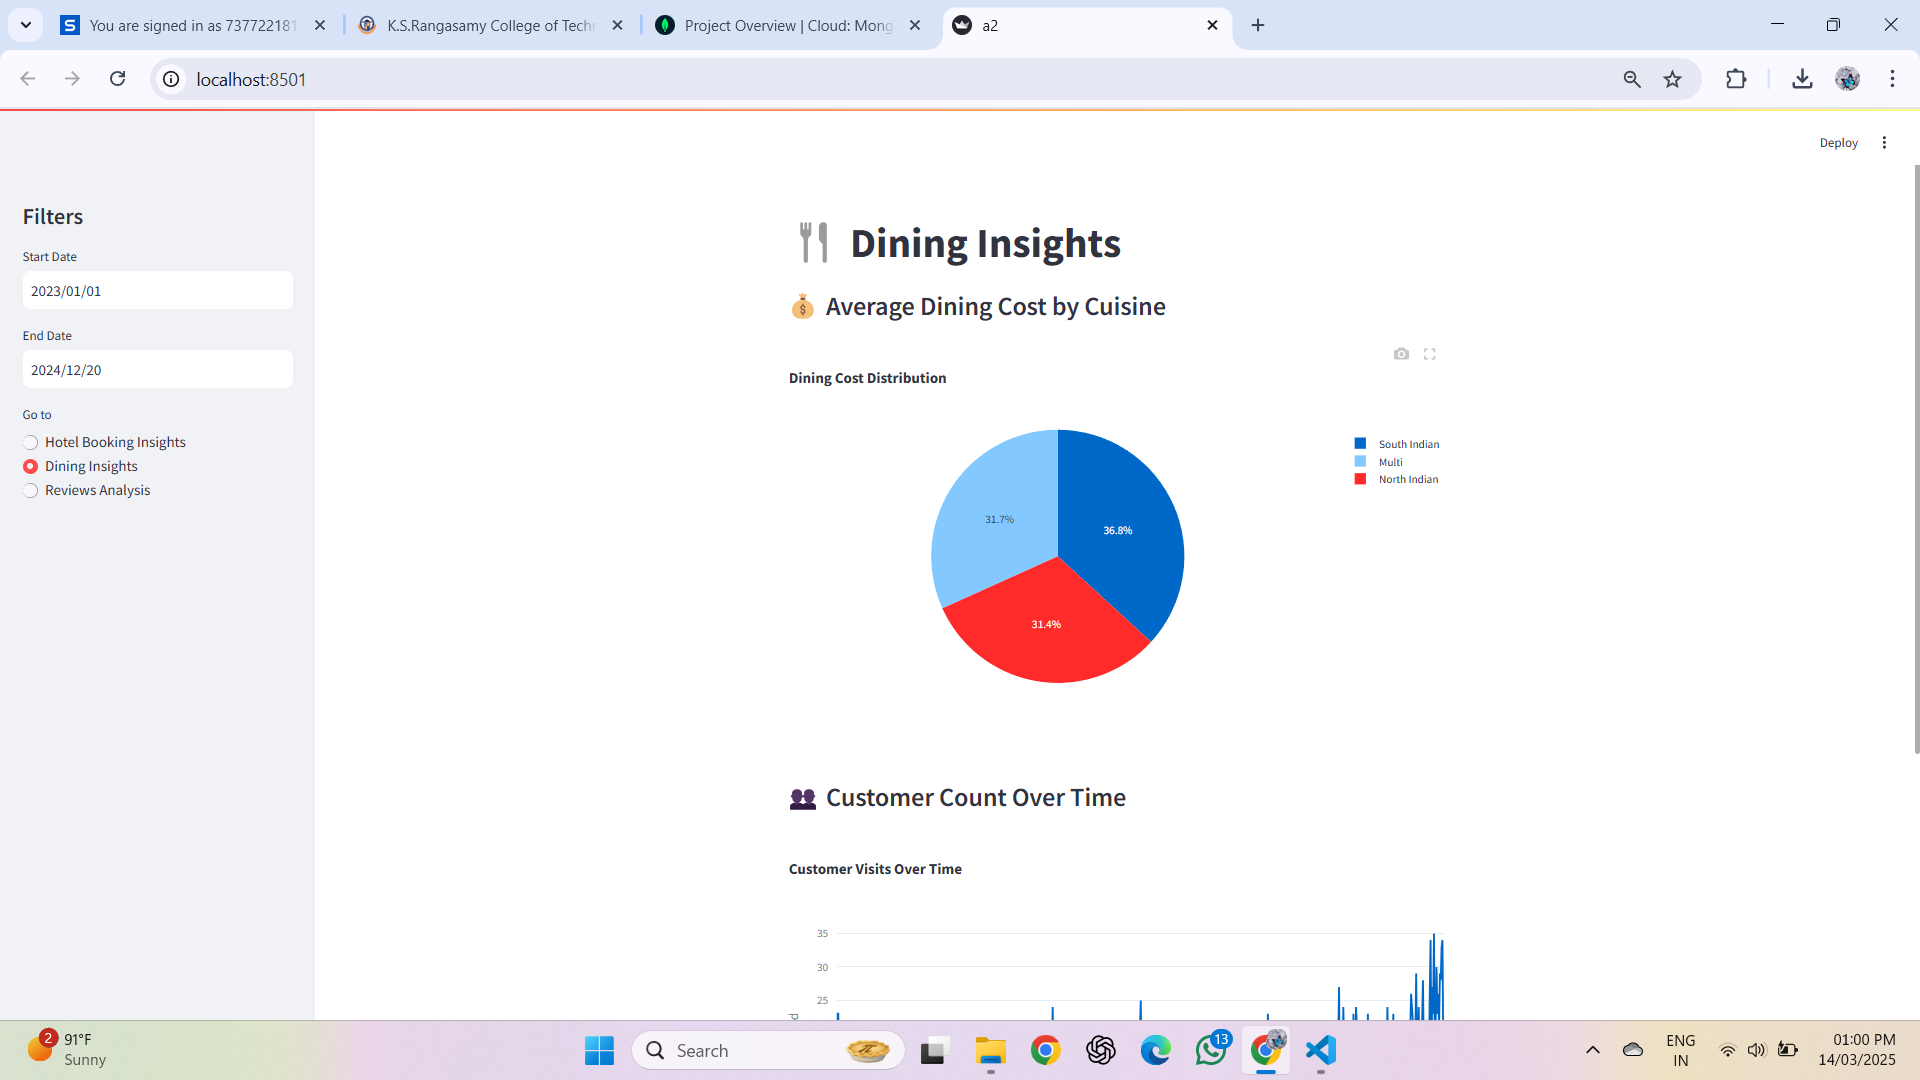 You are signed in as 737722181
K.S.Rangasamy College of Techn
Project Overview | Cloud: Mong
a2
localhost:8501
Deploy
Filters
Start Date
2023/01/01
End Date
2024/12/20
Go to
Hotel Booking Insights
Dining Insights
Reviews Analysis
Dining Insights
Average Dining Cost by Cuisine
Dining Cost Distribution
South Indian
Multi
North Indian
31.7%
36.8%
31.4%
Customer Count Over Time
Customer Visits Over Time
35
30
25
2
91°F
Sunny
Search
13
ENG
IN
01:00 PM
14/03/2025